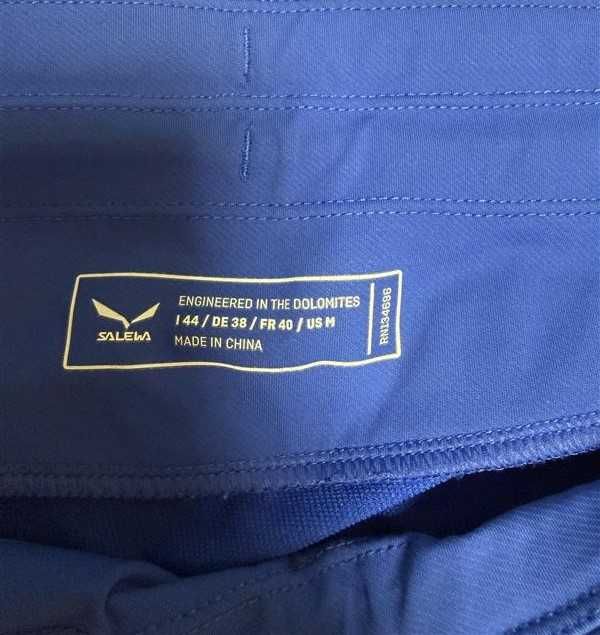 SALEWA
ENGINEERED IN THE DOLOMITES
I 44 / DE 38 / FR 40 / US M
MADE IN CHINA
RN134696